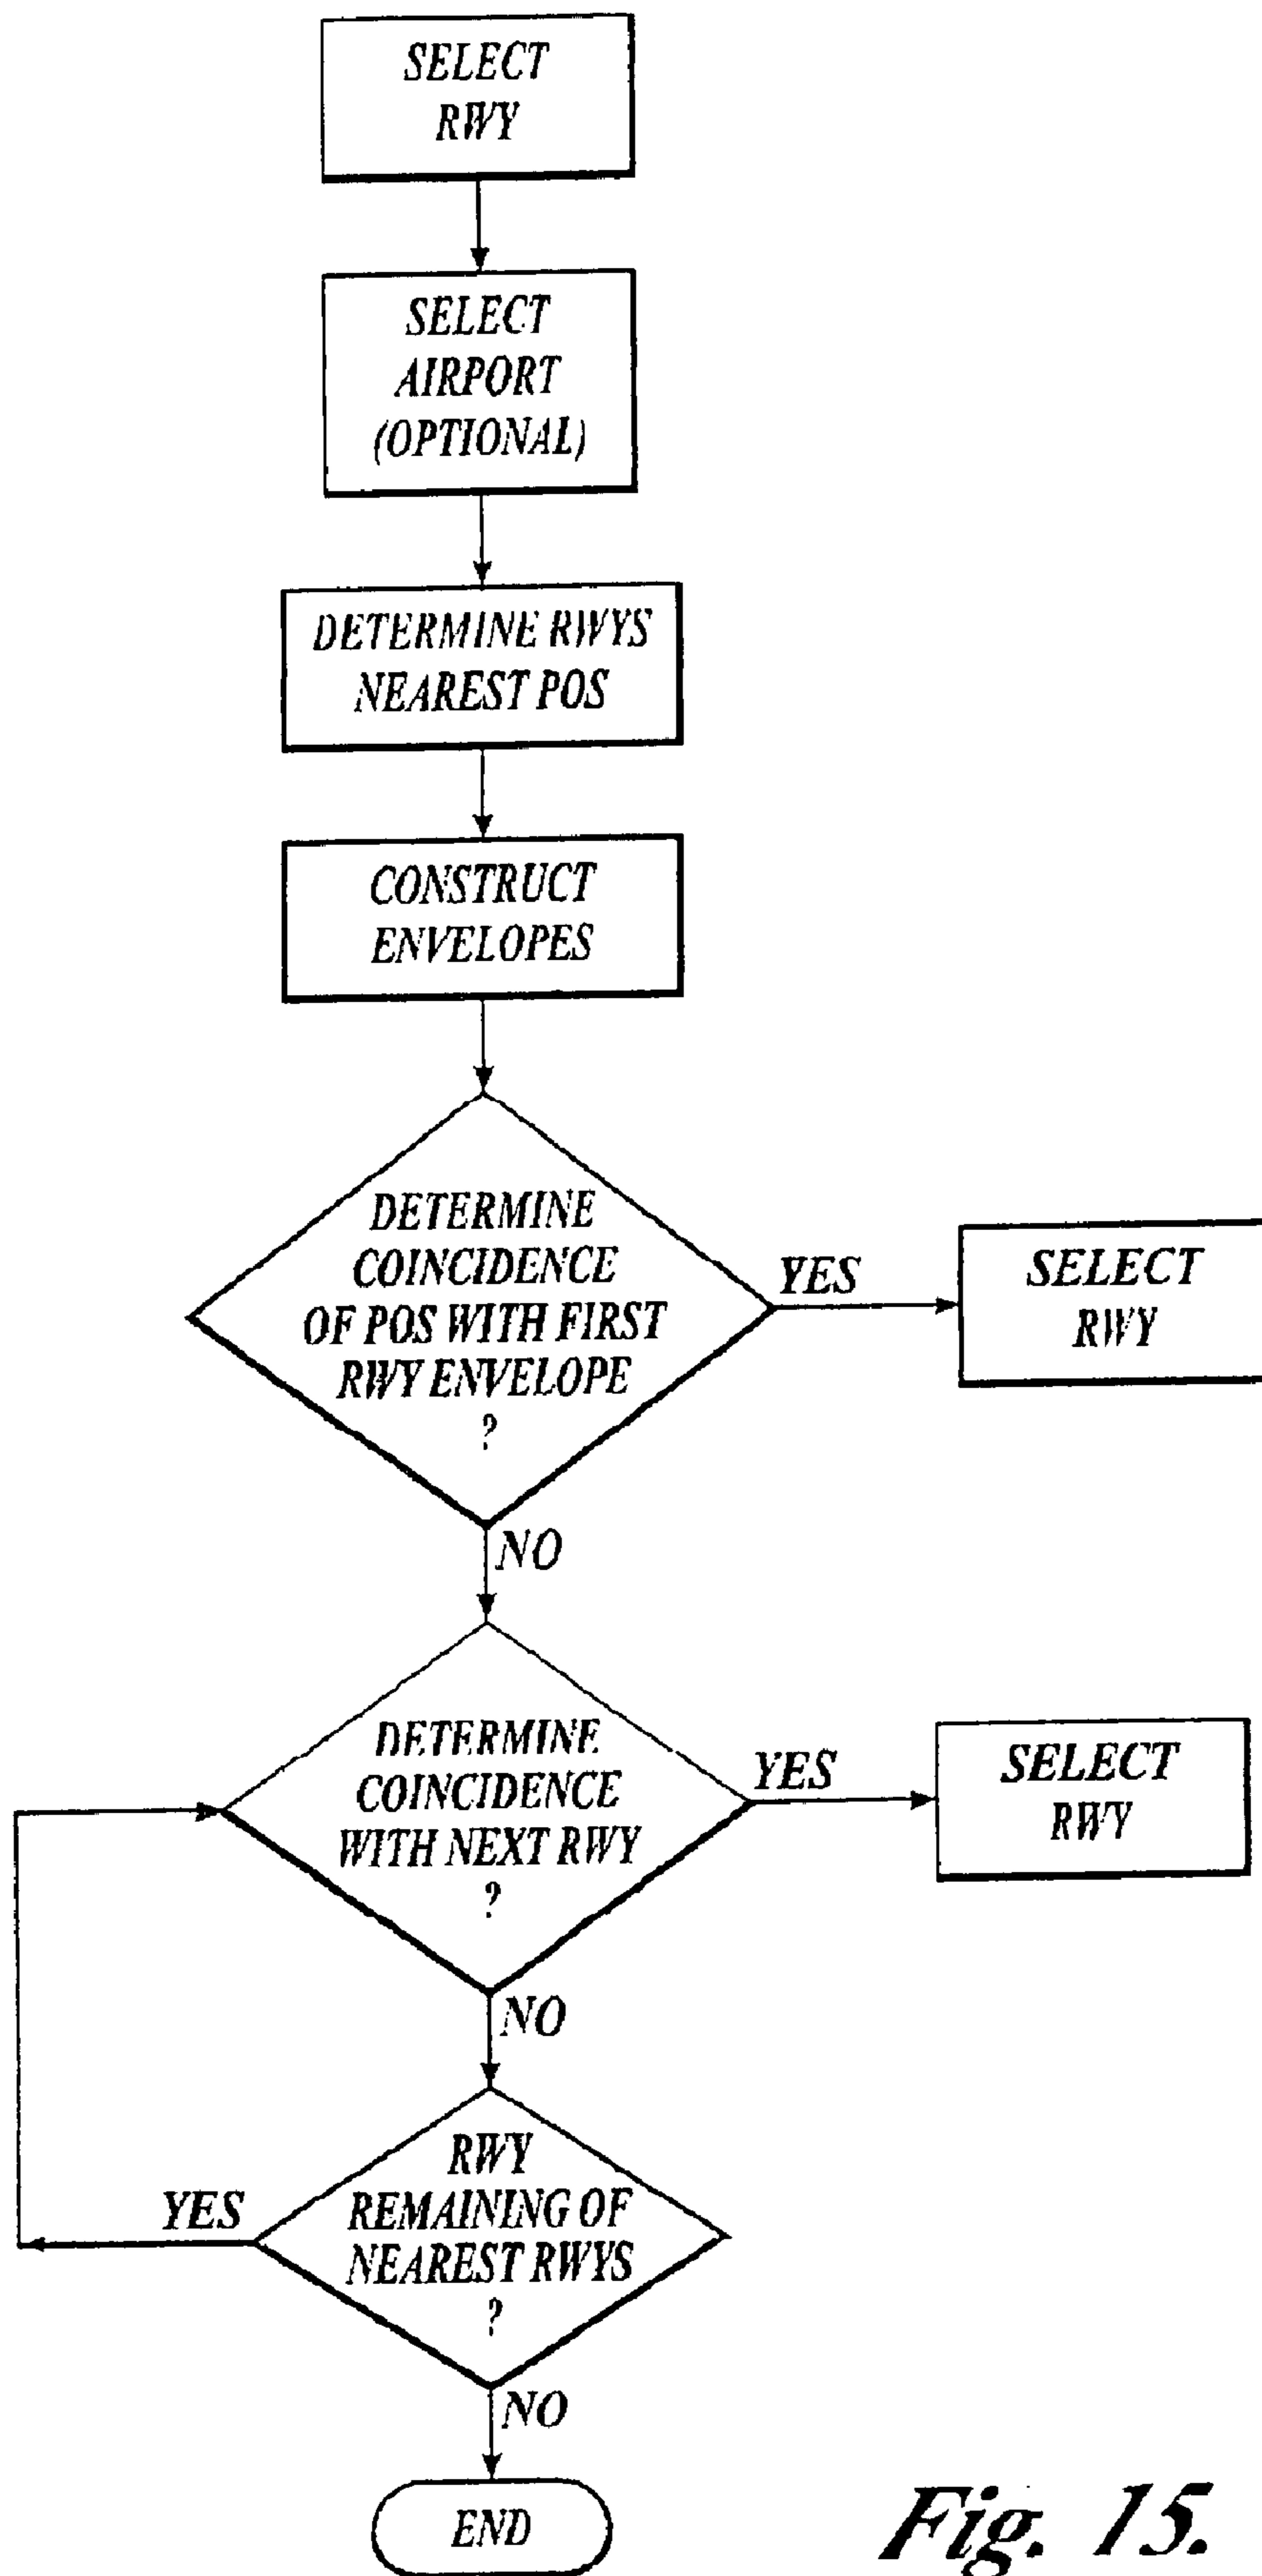 SELECT
RWY
SELECT
AIRPORT
(OPTIONAL)
DETERMINE RWYS
NEAREST POS
CONSTRUCT
ENVELOPES
DETERMINE
COINCIDENCE
OF POS WITH FIRST
RWY ENVELOPE
?
YES
SELECT
RWY
NO
DETERMINE
COINCIDENCE
WITH NEXT RWY
?
YES
SELECT
RWY
NO
RWY
REMAINING OF
NEAREST RWYS
?
YES
NO
END
Fig. 15.